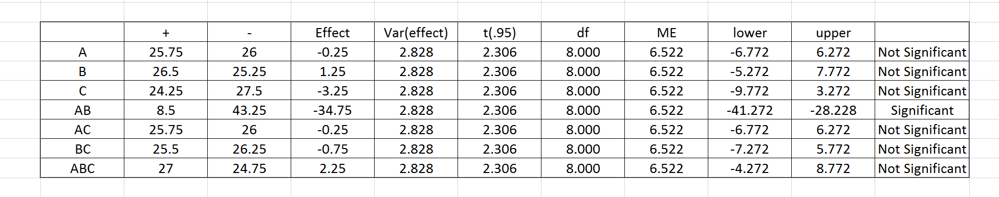 + - Effect Var(effect) t(.95) df ME lower upper
A 25.75 26 -0.25 2.828 2.306 8.000 6.522 -6.772 6.272 Not Significant
B 26.5 25.25 1.25 2.828 2.306 8.000 6.522 -5.272 7.772 Not Significant
C 24.25 27.5 -3.25 2.828 2.306 8.000 6.522 -9.772 3.272 Not Significant
AB 8.5 43.25 -34.75 2.828 2.306 8.000 6.522 -41.272 -28.228 Significant
AC 25.75 26 -0.25 2.828 2.306 8.000 6.522 -6.772 6.272 Not Significant
BC 25.5 26.25 -0.75 2.828 2.306 8.000 6.522 -7.272 5.772 Not Significant
ABC 27 24.75 2.25 2.828 2.306 8.000 6.522 -4.272 8.772 Not Significant